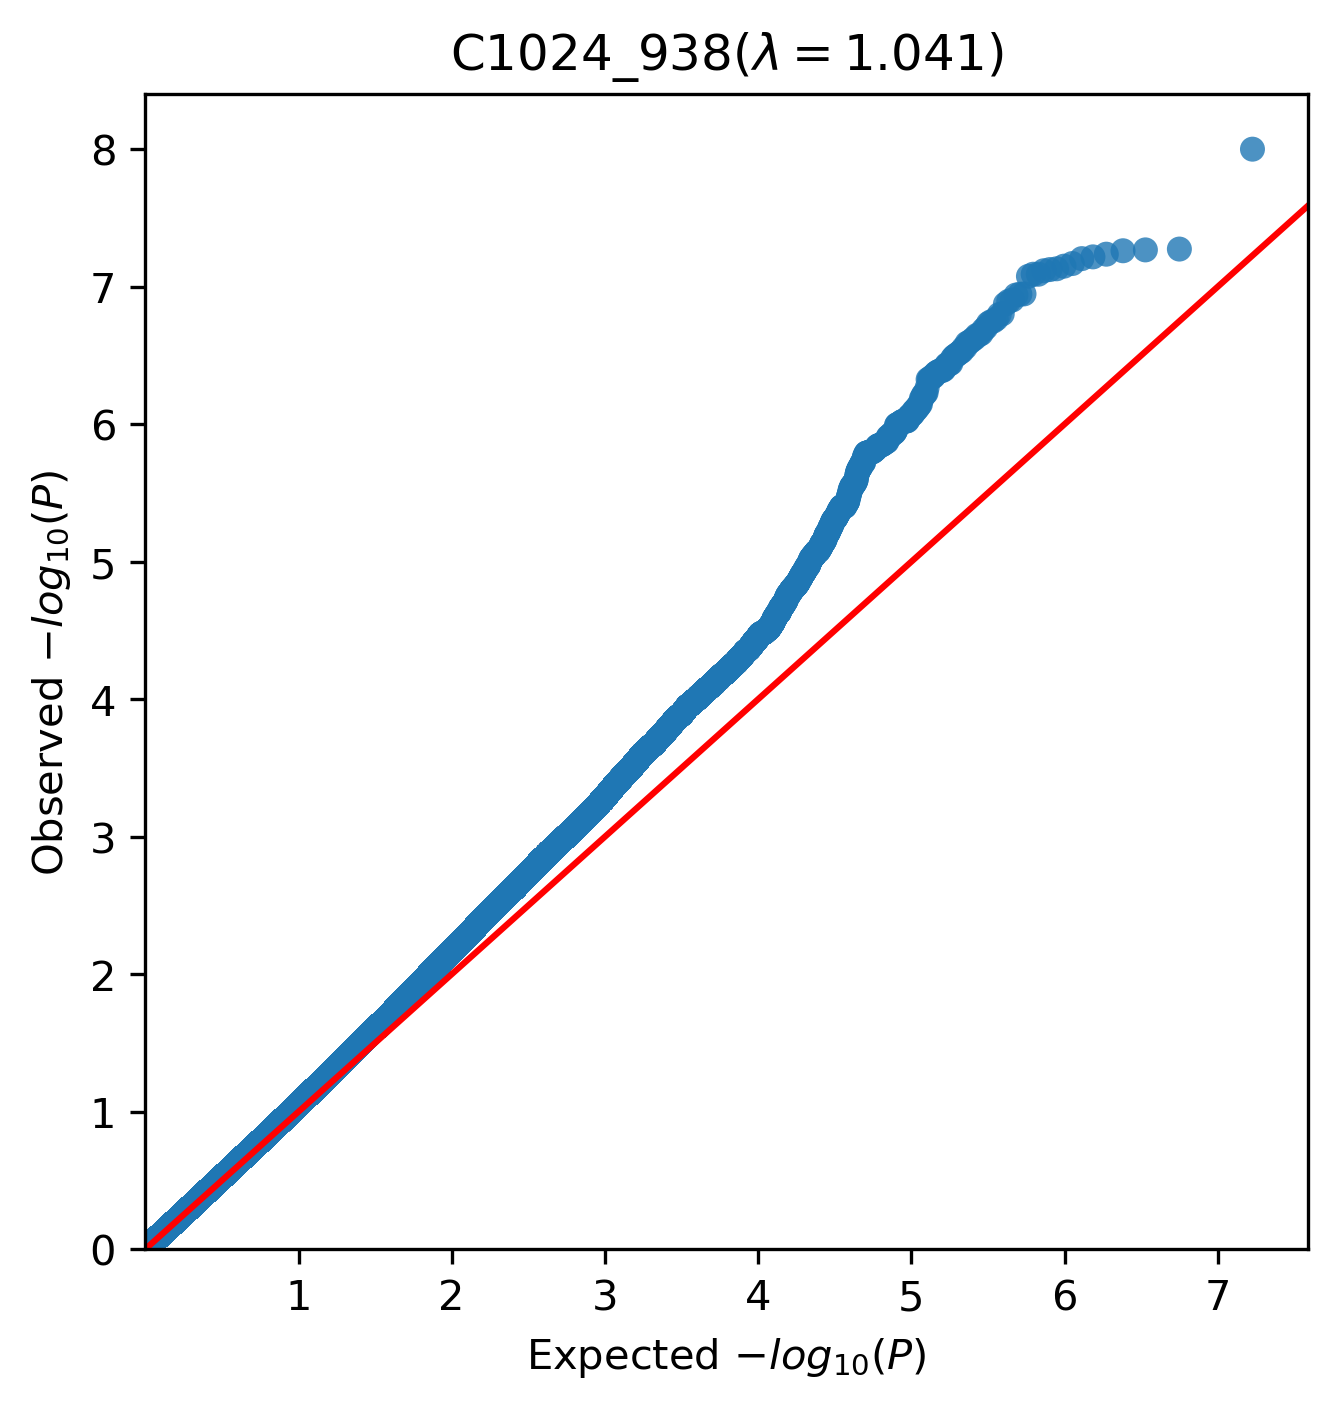 C1024_938(λ = 1.041)
8
7
6
5
4
3
2
1
0
Observed −log₁₀(P)
1 2 3 4 5 6 7
Expected −log₁₀(P)